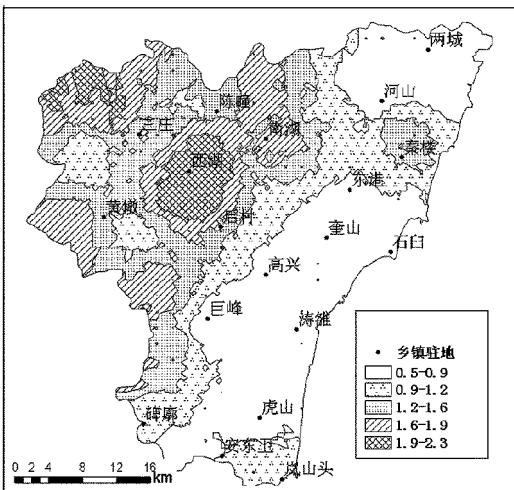 两城
河山
陈疃
三庄
南湖
秦楼
西湖
东港
黄墩
后村
奎山
石臼
高兴
巨峰
涛雒
乡镇驻地
0.5-0.9
0.9-1.2
1.2-1.6
1.6-1.9
1.9-2.3
虎山
碑廓
安东卫
岚山头
0 2 4 8 12 16 km